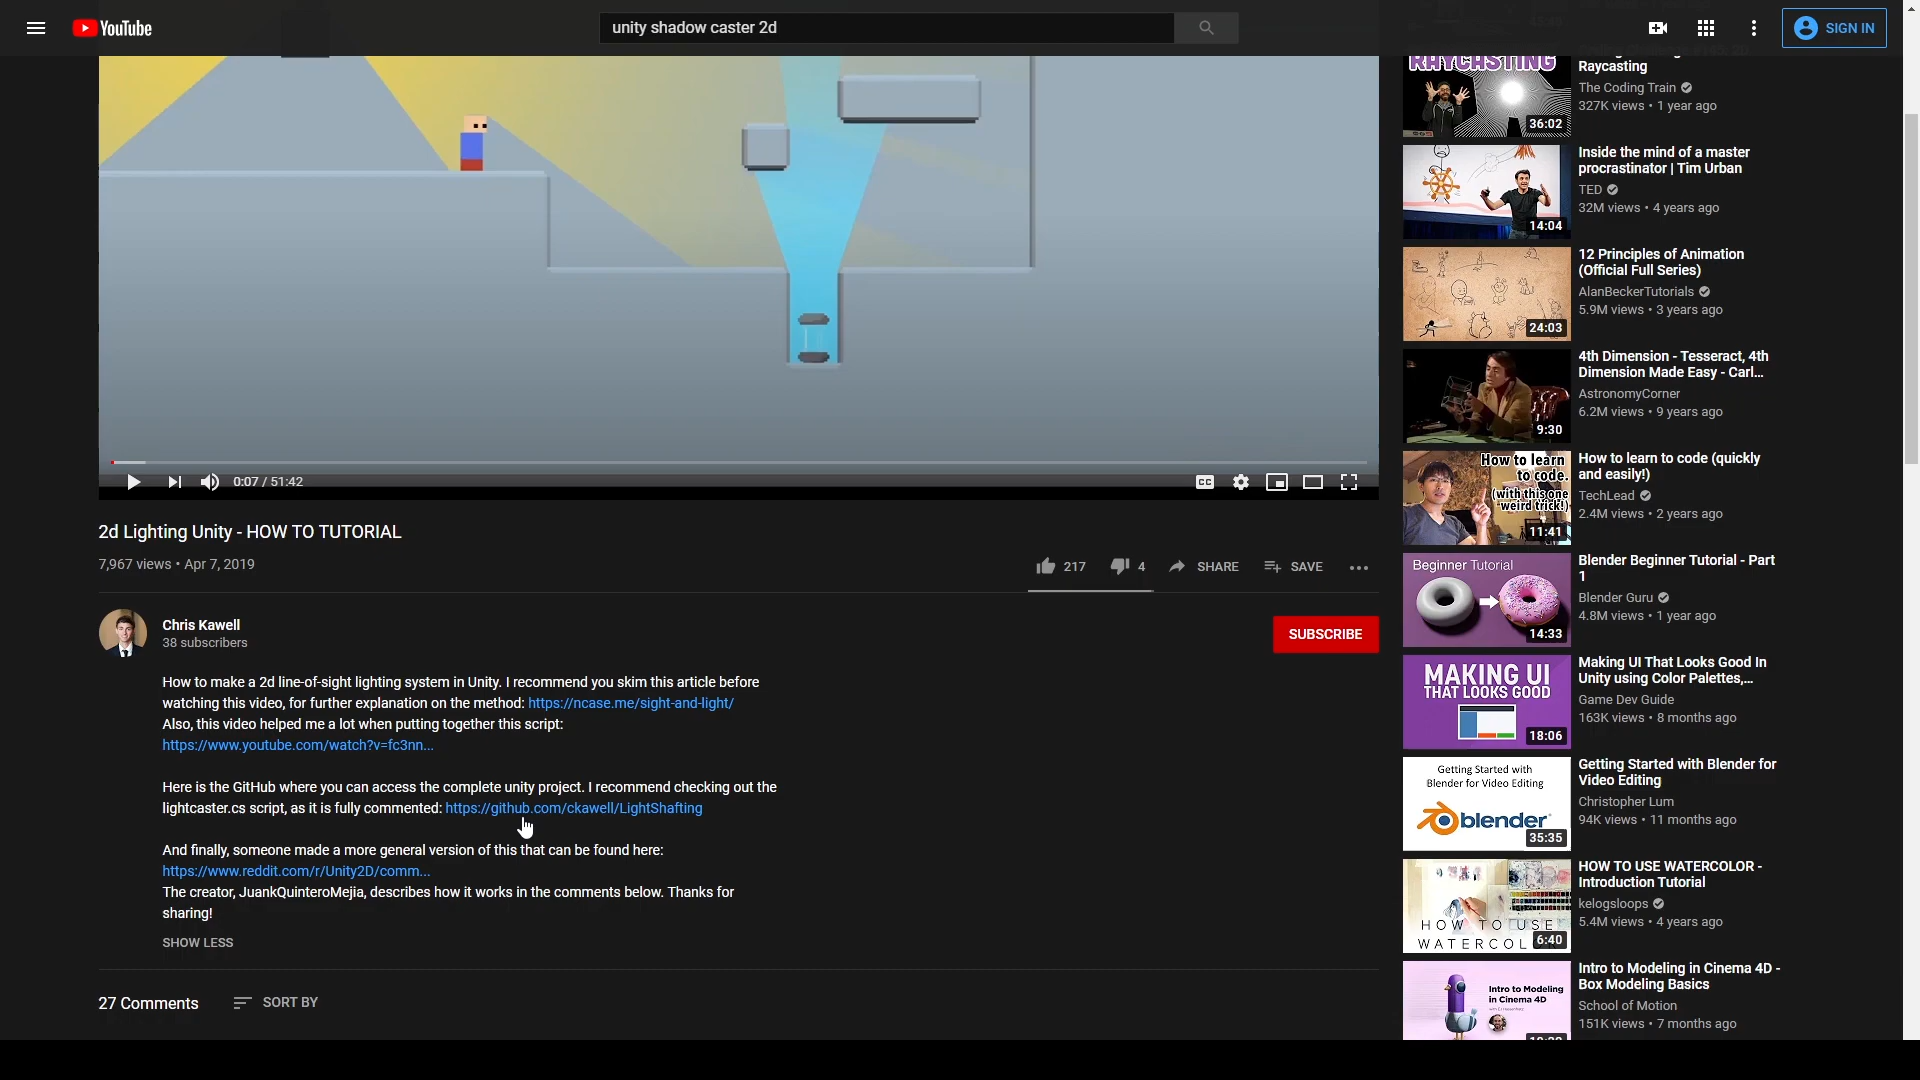 YouTube
unity shadow caster 2d
SIGN IN
0:07 / 51:42
CC
2d Lighting Unity - HOW TO TUTORIAL
7,967 views • Apr 7, 2019
217
4
SHARE
SAVE
Chris Kawell
38 subscribers
SUBSCRIBE
How to make a 2d line-of-sight lighting system in Unity. I recommend you skim this article before
watching this video, for further explanation on the method: https://ncase.me/sight-and-light/
Also, this video helped me a lot when putting together this script:
https://www.youtube.com/watch?v=fc3nn...
Here is the GitHub where you can access the complete unity project. I recommend checking out the
lightcaster.cs script, as it is fully commented: https://github.com/ckawell/LightShafting
And finally, someone made a more general version of this that can be found here:
https://www.reddit.com/r/Unity2D/comm...
The creator, JuankQuinteroMejia, describes how it works in the comments below. Thanks for
sharing!
SHOW LESS
27 Comments
SORT BY
RAYCASTING
36:02
Raycasting
The Coding Train
327K views • 1 year ago
14:04
Inside the mind of a master
procrastinator | Tim Urban
TED
32M views • 4 years ago
24:03
12 Principles of Animation
(Official Full Series)
AlanBeckerTutorials
5.9M views • 3 years ago
9:30
4th Dimension - Tesseract, 4th
Dimension Made Easy - Carl...
AstronomyCorner
6.2M views • 9 years ago
How to learn
to code.
(with this one
weird trick!)
11:41
How to learn to code (quickly
and easily!)
TechLead
2.4M views • 2 years ago
Beginner Tutorial
14:33
Blender Beginner Tutorial - Part
1
Blender Guru
4.8M views • 1 year ago
MAKING UI
THAT LOOKS GOOD
18:06
Making UI That Looks Good In
Unity using Color Palettes,...
Game Dev Guide
163K views • 8 months ago
Getting Started with
Blender for Video Editing
blender
35:35
Getting Started with Blender for
Video Editing
Christopher Lum
94K views • 11 months ago
HOW TO USE
WATERCOL
6:40
HOW TO USE WATERCOLOR -
Introduction Tutorial
kelogsloops
5.4M views • 4 years ago
Intro to Modeling
in Cinema 4D
Intro to Modeling in Cinema 4D -
Box Modeling Basics
School of Motion
151K views • 7 months ago